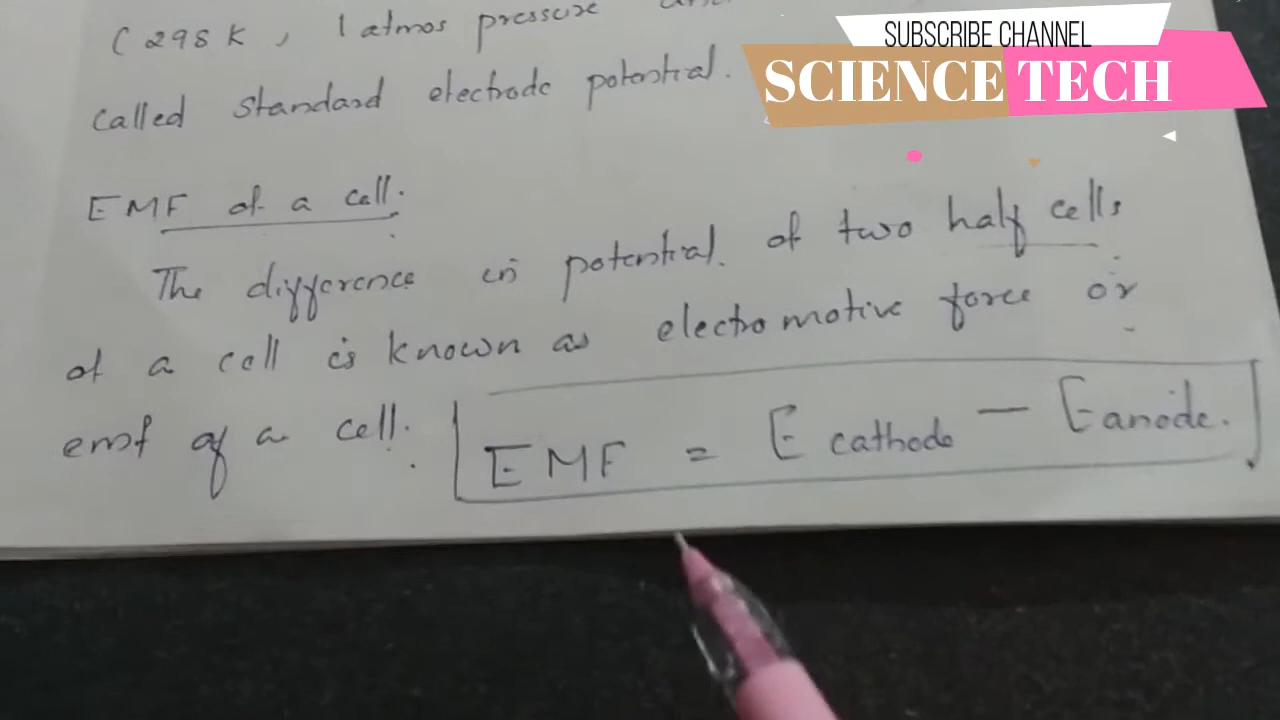 (298 K, 1 atmos pressure
called standard electrode potential.
SUBSCRIBE CHANNEL
SCIENCE TECH
EMF of a cell.
The difference in potential of two half cells
of a cell is known as electromotive force or
emf of a cell.
EMF = E cathode — E anode.